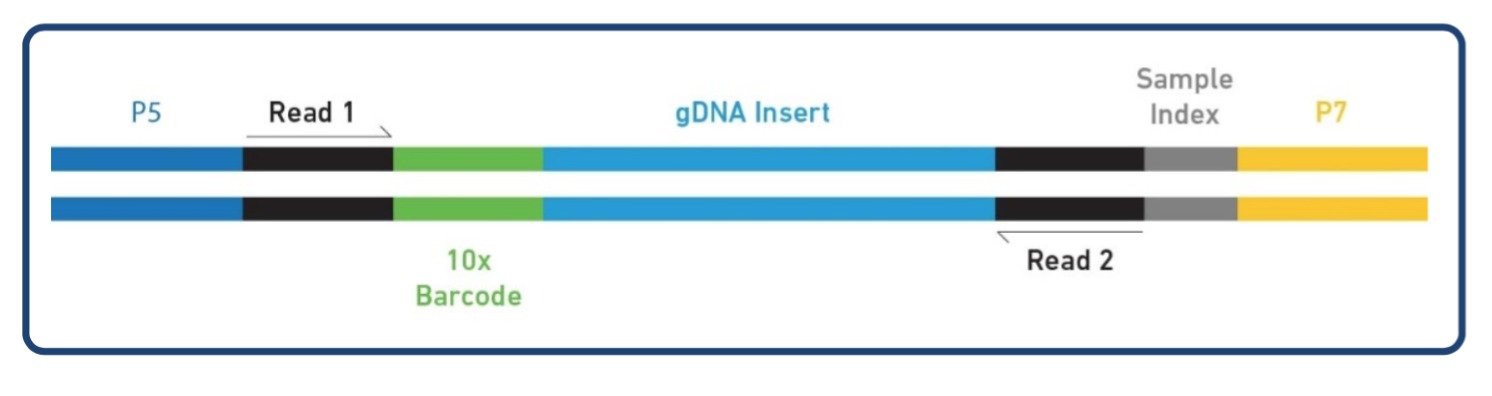 P5
Read 1
gDNA Insert
Sample
Index
P7
10x
Barcode
Read 2